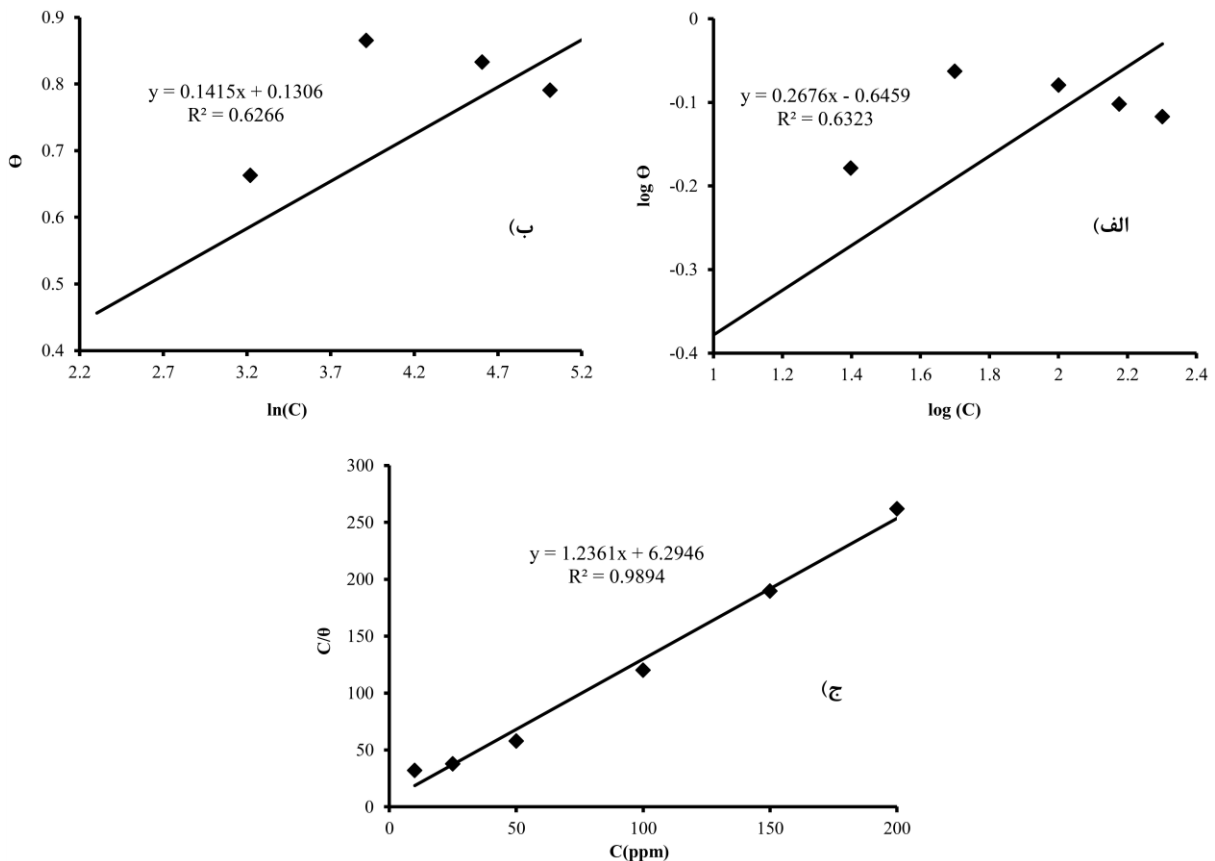 0.9
0.8
0.7
0.6
0.5
0.4
Θ
y = 0.1415x + 0.1306
R² = 0.6266
ب)
2.2 2.7 3.2 3.7 4.2 4.7 5.2
ln(C)
0
-0.1
-0.2
-0.3
-0.4
log Θ
y = 0.2676x - 0.6459
R² = 0.6323
الف)
1 1.2 1.4 1.6 1.8 2 2.2 2.4
log (C)
300
250
200
150
100
50
0
C/θ
y = 1.2361x + 6.2946
R² = 0.9894
ج)
0 50 100 150 200
C(ppm)